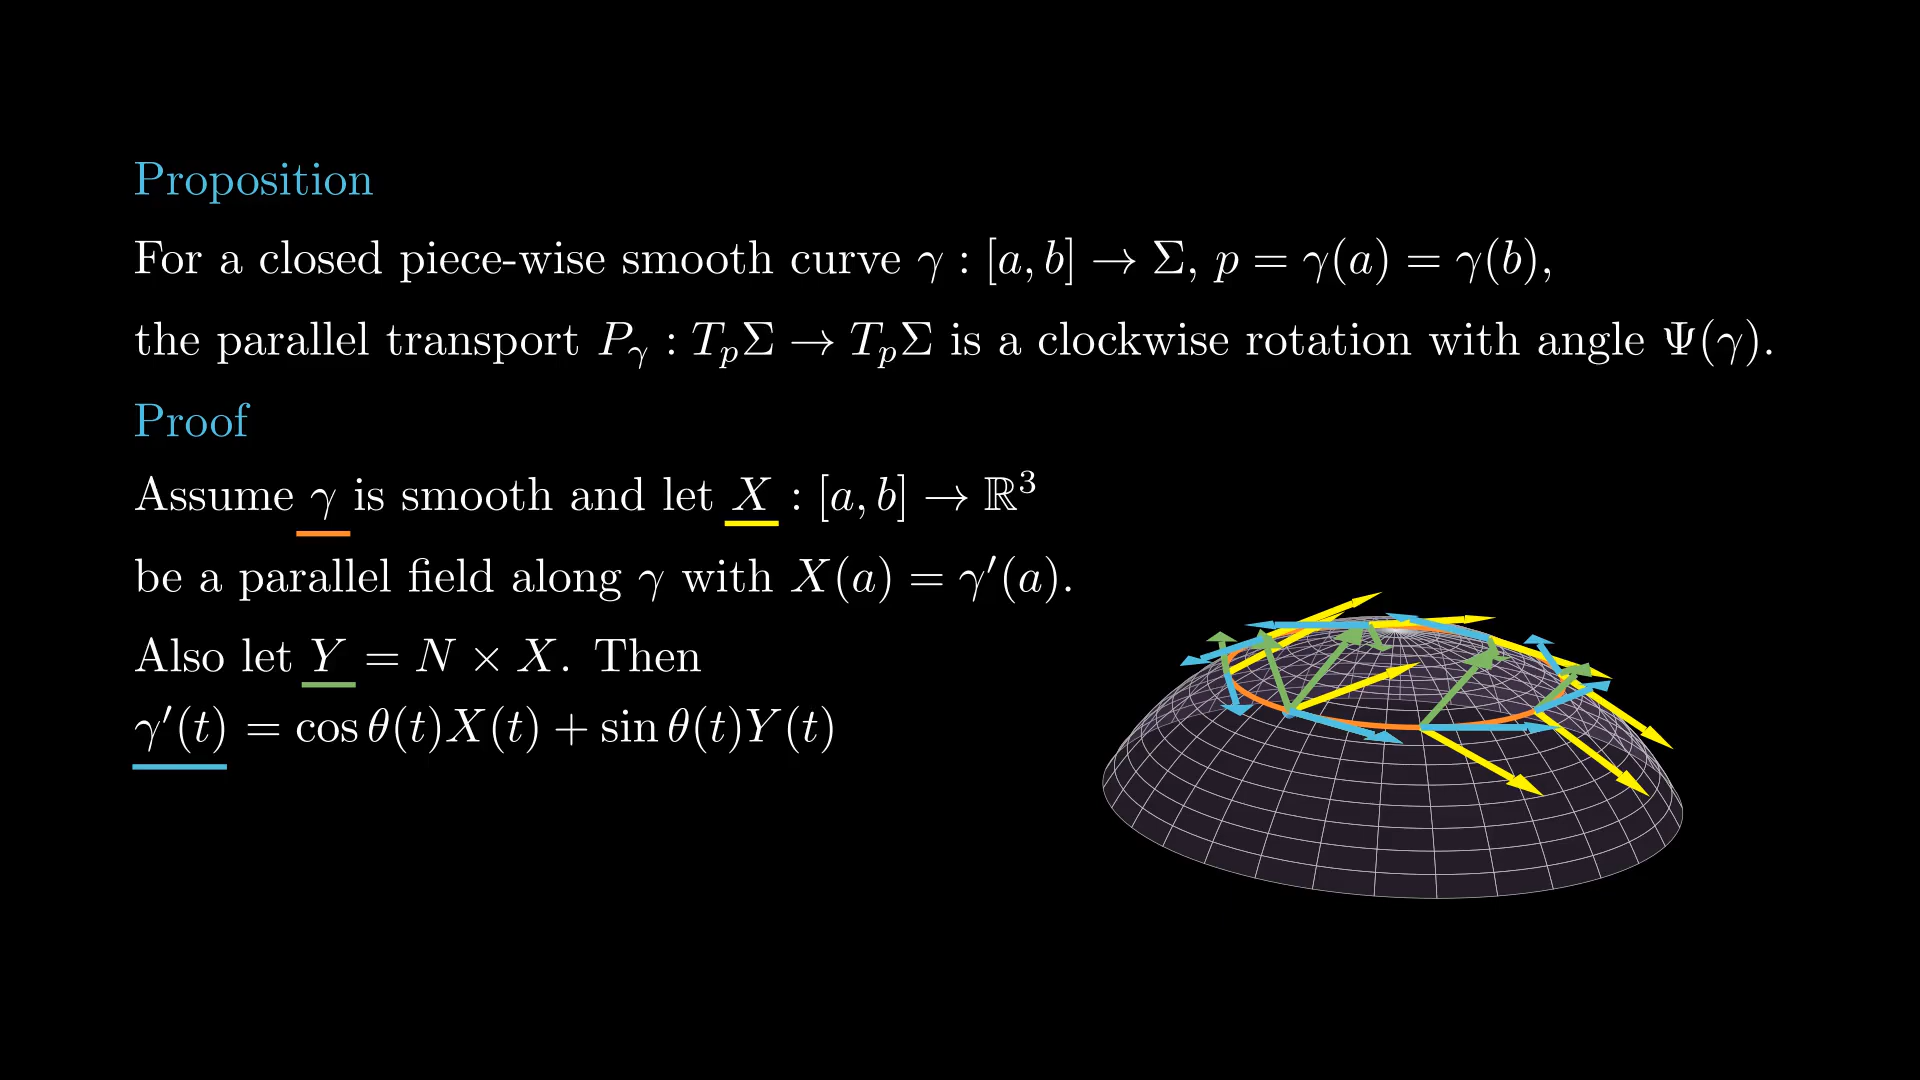 Proposition
For a closed piece-wise smooth curve γ : [a, b] → Σ, p = γ(a) = γ(b),
the parallel transport P_γ : T_pΣ → T_pΣ is a clockwise rotation with angle Ψ(γ).
Proof
Assume γ is smooth and let X : [a, b] → ℝ³
be a parallel field along γ with X(a) = γ′(a).
Also let Y = N × X. Then
γ′(t) = cos θ(t)X(t) + sin θ(t)Y(t)